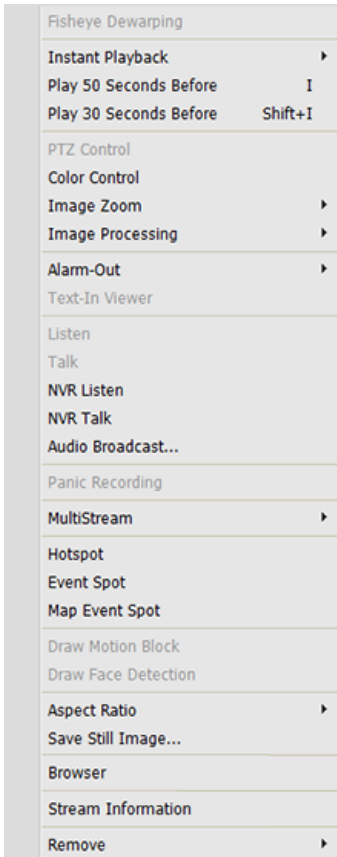 Fisheye Dewarping
Instant Playback
Play 50 Seconds Before I
Play 30 Seconds Before Shift+I
PTZ Control
Color Control
Image Zoom
Image Processing
Alarm-Out
Text-In Viewer
Listen
Talk
NVR Listen
NVR Talk
Audio Broadcast...
Panic Recording
MultiStream
Hotspot
Event Spot
Map Event Spot
Draw Motion Block
Draw Face Detection
Aspect Ratio
Save Still Image...
Browser
Stream Information
Remove